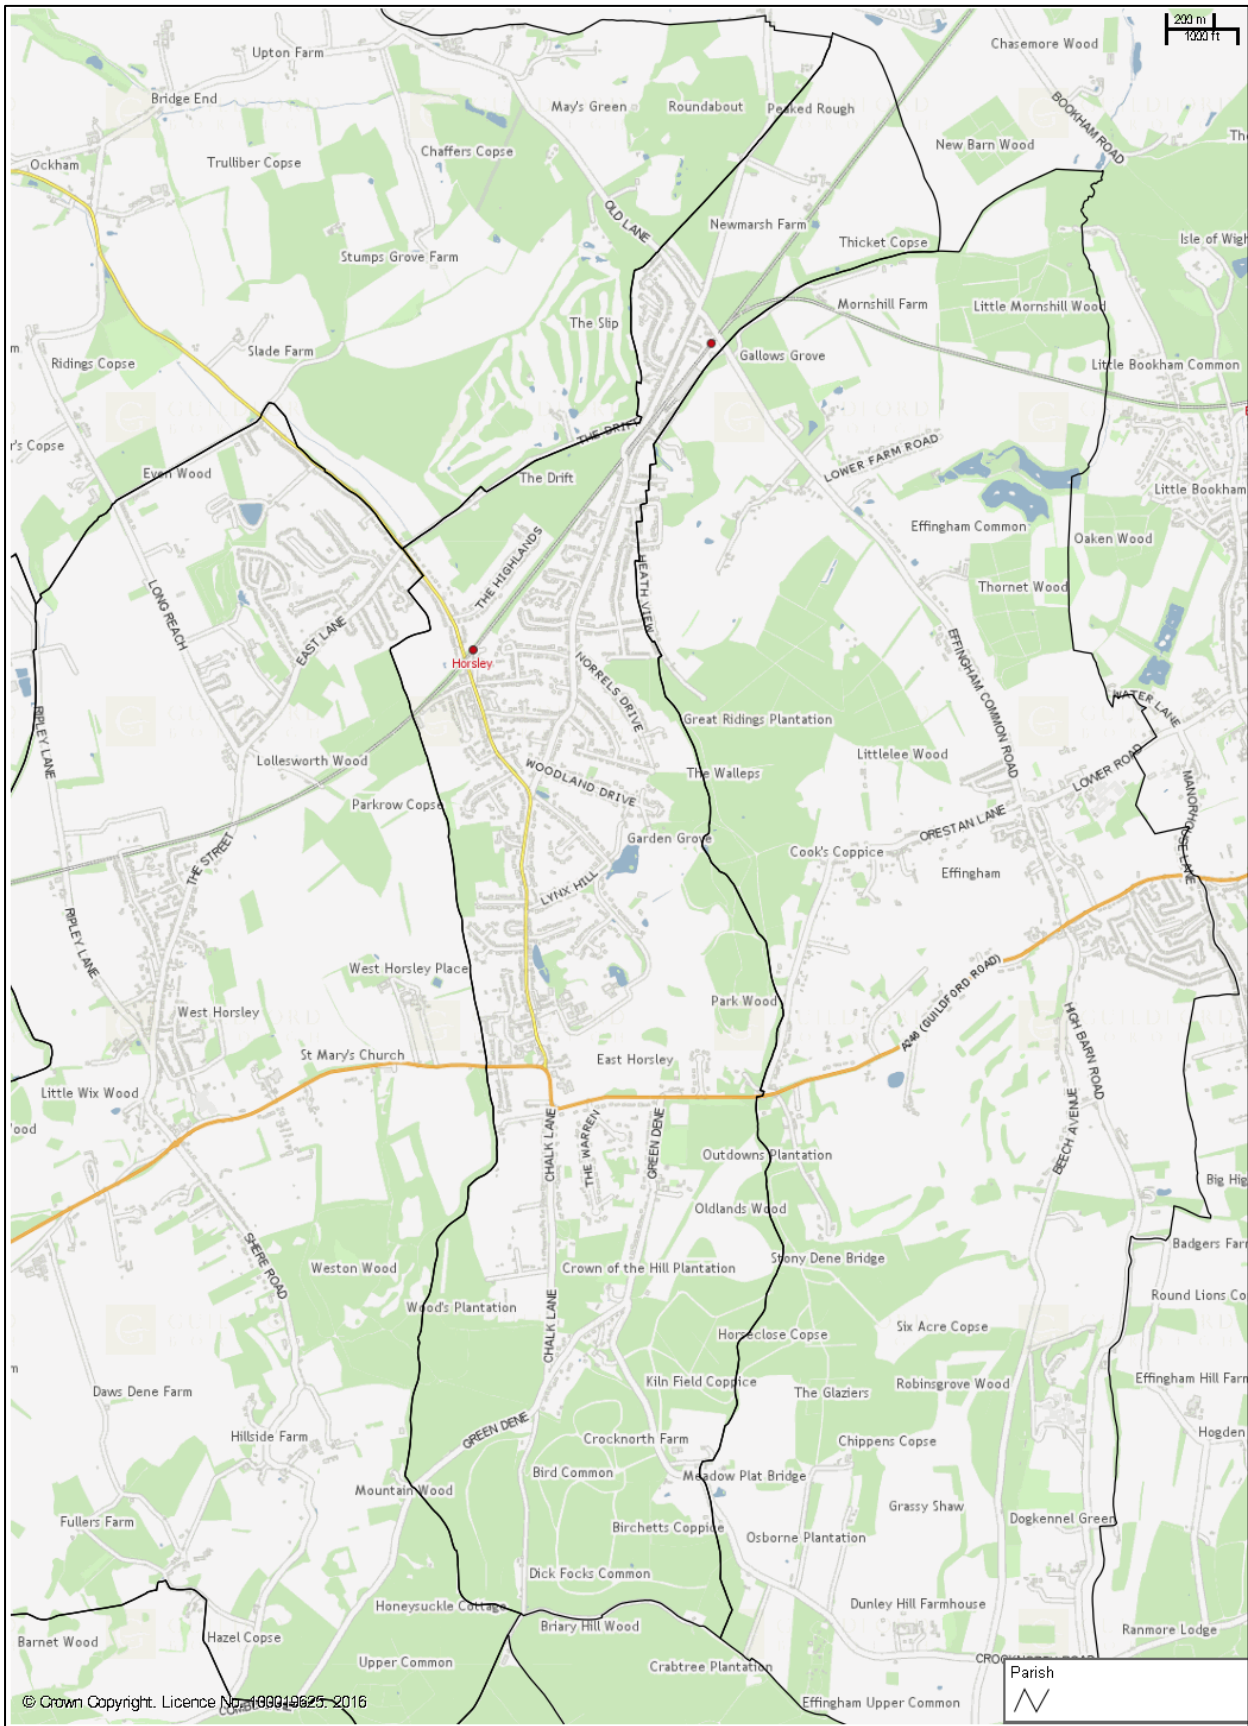 200 m
1000 ft
Chasemore Wood
Upton Farm
Bridge End
May's Green
Roundabout
Peaked Rough
BOOKHAM ROAD
Ockham
Trulliber Copse
Chaffers Copse
New Barn Wood
OLD LANE
Newmarsh Farm
Thicket Copse
Isle of Wigh
Stumps Grove Farm
Mornshill Farm
Little Mornshill Wood
The Slip
Slade Farm
Ridings Copse
Gallows Grove
Little Bookham Common
THE DRIFT
r's Copse
Even Wood
The Drift
LOWER FARM ROAD
Little Bookham
Effingham Common
Oaken Wood
THE HIGHLANDS
HEATH VIEW
Thornet Wood
LONG REACH
EAST LANE
Horsley
NORRELS DRIVE
EFFINGHAM COMMON ROAD
WATER LANE
RIPLEY LANE
Great Ridings Plantation
Lollesworth Wood
Littlelee Wood
LOWER ROAD
WOODLAND DRIVE
The Walleps
MANORHOUSE LANE
Parkrow Copse
Garden Grove
ORESTAN LANE
Cook's Coppice
THE STREET
LYNX HILL
Effingham
RIPLEY LANE
West Horsley Place
A246 (GUILDFORD ROAD)
Park Wood
West Horsley
HIGH BARN ROAD
St Mary's Church
East Horsley
Little Wix Wood
ood
CHALK LANE
THE WARREN
GREEN DENE
BEECH AVENUE
Outdowns Plantation
Big Hig
Oldlands Wood
SHERE ROAD
Badgers Farm
Stony Dene Bridge
Weston Wood
Crown of the Hill Plantation
Round Lions Co
Wood's Plantation
CHALK LANE
Six Acre Copse
Horseclose Copse
m
Kiln Field Coppice
The Glaziers
Robinsgrove Wood
Effingham Hill Farm
Daws Dene Farm
GREEN DENE
Hillside Farm
Crocknorth Farm
Chippens Copse
Hogden
Bird Common
Meadow Plat Bridge
Mountain Wood
Grassy Shaw
Fullers Farm
Birchetts Coppice
Osborne Plantation
Dogkennel Green
Dick Focks Common
Honeysuckle Cottage
Dunley Hill Farmhouse
Briary Hill Wood
Barnet Wood
Hazel Copse
Ranmore Lodge
Upper Common
Crabtree Plantation
Parish
© Crown Copyright. Licence No. 100019625. 2016
Effingham Upper Common